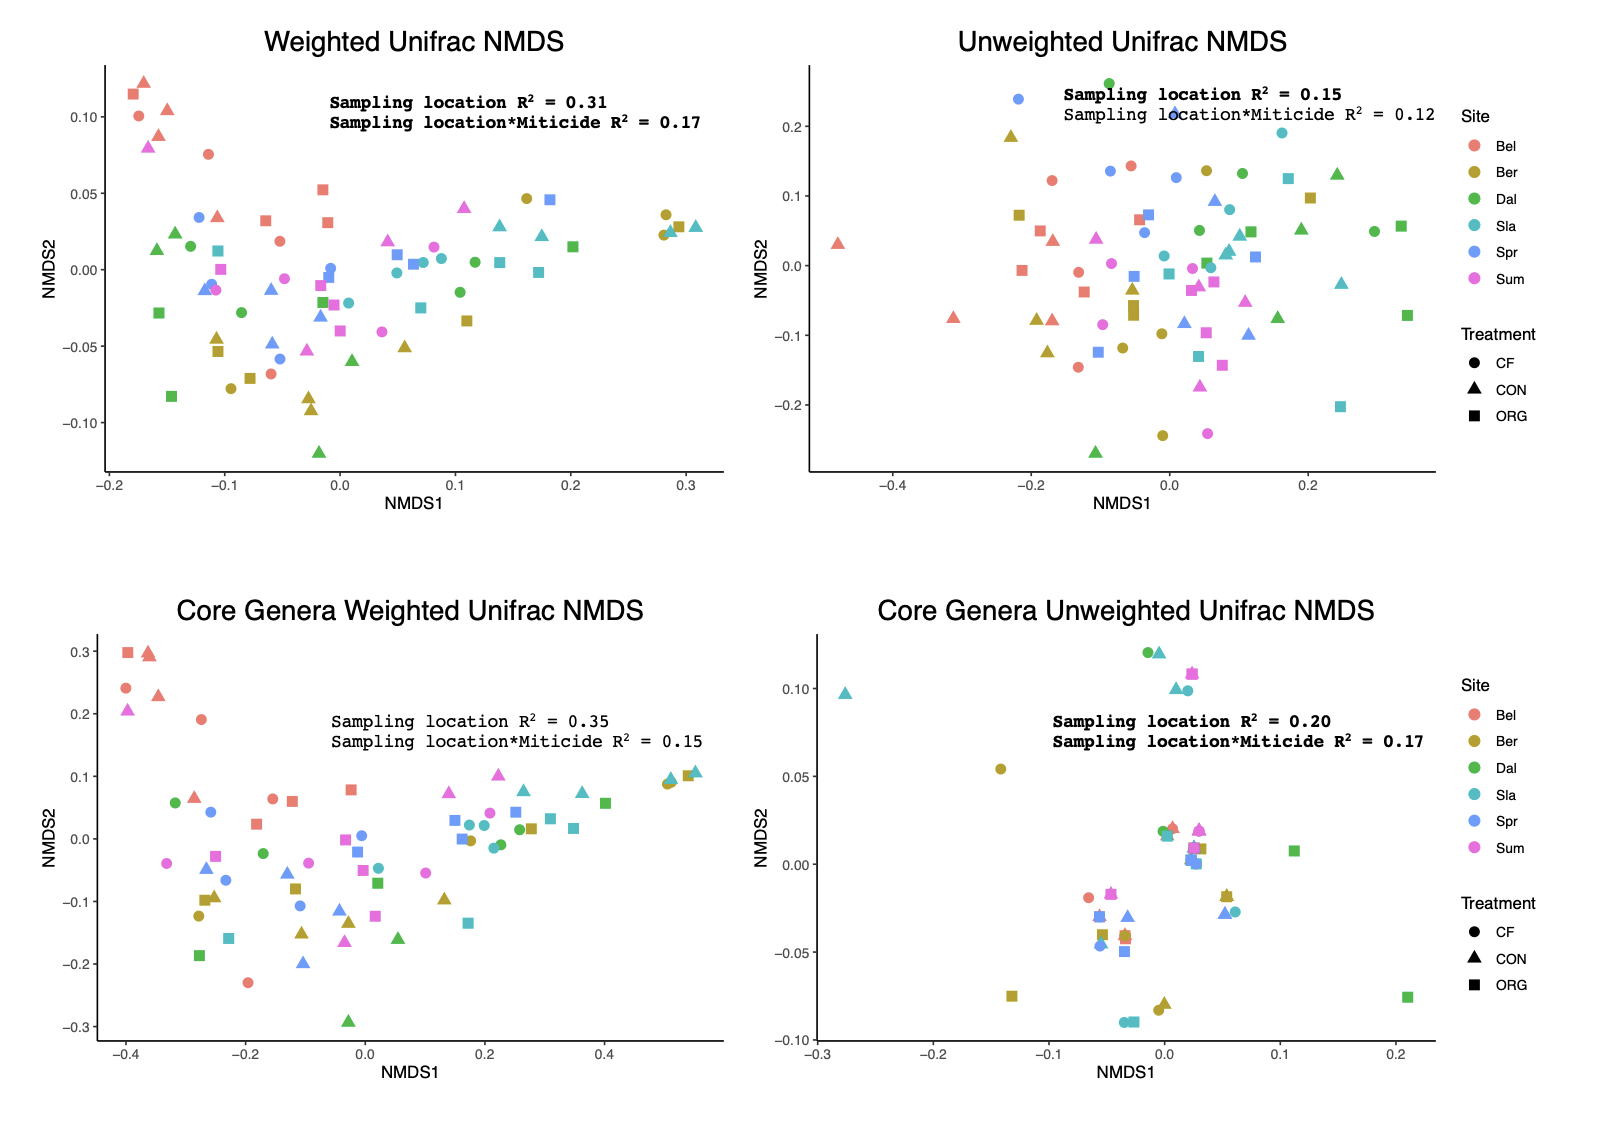 Weighted Unifrac NMDS
Sampling location R² = 0.31
Sampling location*Miticide R² = 0.17
NMDS2
0.10
0.05
0.00
−0.05
−0.10
−0.2
−0.1
0.0
0.1
0.2
0.3
NMDS1
Unweighted Unifrac NMDS
Sampling location R² = 0.15
Sampling location*Miticide R² = 0.12
NMDS2
0.2
0.1
0.0
−0.1
−0.2
−0.4
−0.2
0.0
0.2
NMDS1
Site
Bel
Ber
Dal
Sla
Spr
Sum
Treatment
CF
CON
ORG
Core Genera Weighted Unifrac NMDS
Sampling location R² = 0.35
Sampling location*Miticide R² = 0.15
NMDS2
0.3
0.2
0.1
0.0
−0.1
−0.2
−0.3
−0.4
−0.2
0.0
0.2
0.4
NMDS1
Core Genera Unweighted Unifrac NMDS
Sampling location R² = 0.20
Sampling location*Miticide R² = 0.17
NMDS2
0.10
0.05
0.00
−0.05
−0.10
−0.3
−0.2
−0.1
0.0
0.1
0.2
NMDS1
Site
Bel
Ber
Dal
Sla
Spr
Sum
Treatment
CF
CON
ORG